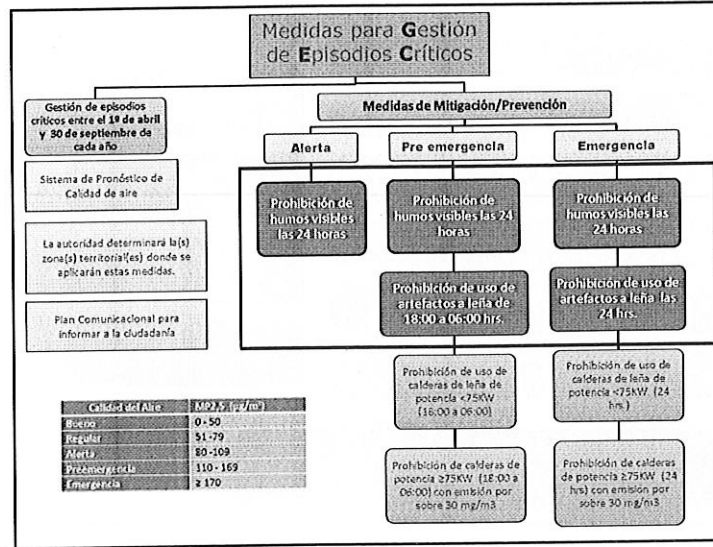 Medidas para Gestión
de Episodios Críticos
Gestión de episodios
críticos entre el 1º de abril
y 30 de septiembre de
cada año
Sistema de Pronóstico de
Calidad de aire
La autoridad determinará la(s)
zona(s) territorial(es) donde se
aplicarán estas medidas.
Plan Comunicacional para
informar a la ciudadanía
Medidas de Mitigación/Prevención
Alerta
Prohibición de
humos visibles
las 24 horas
Pre emergencia
Prohibición de
humos visibles las 24
horas
Prohibición de uso de
artefactos a leña de
18:00 a 06:00 hrs.
Prohibición de uso de
calderas de leña de
potencia <75KW
(18:00 a 06:00)
Prohibición de calderas de
potencia ≥75KW (18:00 a
06:00) con emisión por
sobre 30 mg/m3
Emergencia
Prohibición de
humos visibles
las 24 horas
Prohibición de uso de
artefactos a leña las
24 hrs.
Prohibición de uso de
calderas de leña de
potencia <75KW (24
hrs.)
Prohibición de calderas
de potencia ≥75KW (24
hrs) con emisión por
sobre 30 mg/m3
Calidad del Aire MP2,5 (µg/m³)
Bueno 0 - 50
Regular 51 -79
Alerta 80 -109
Preemergencia 110 - 169
Emergencia ≥ 170